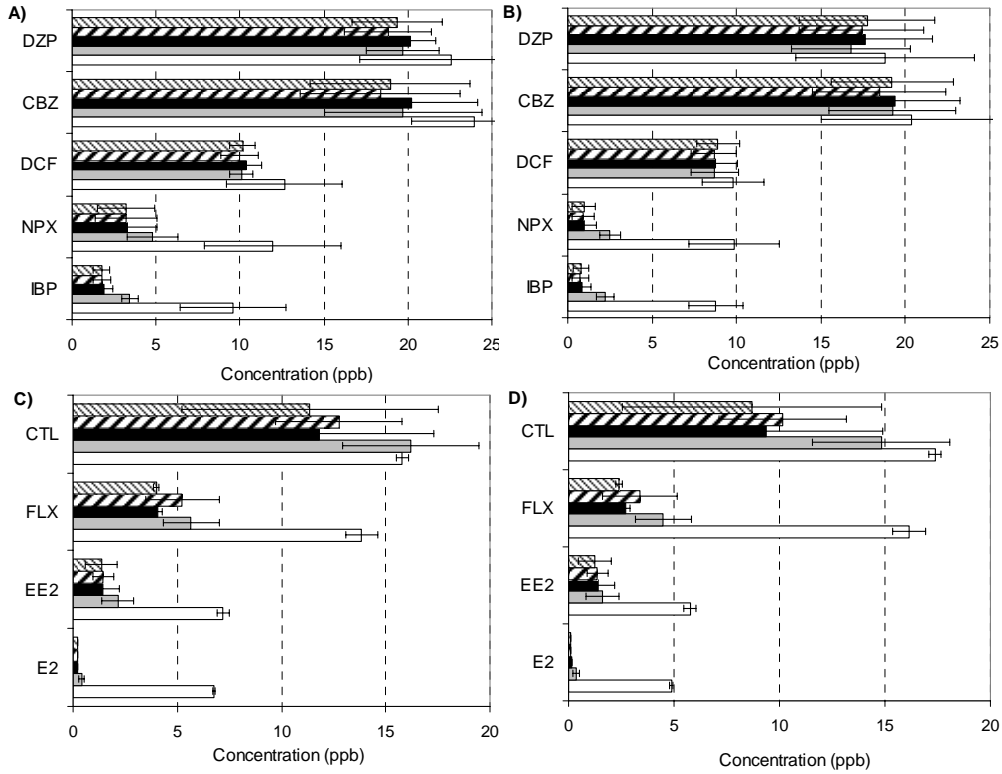 A)
DZP
CBZ
DCF
NPX
IBP
0 5 10 15 20 25
Concentration (ppb)
B)
DZP
CBZ
DCF
NPX
IBP
0 5 10 15 20 25
Concentration (ppb)
C)
CTL
FLX
EE2
E2
0 5 10 15 20
Concentration (ppb)
D)
CTL
FLX
EE2
E2
0 5 10 15 20
Concentration (ppb)